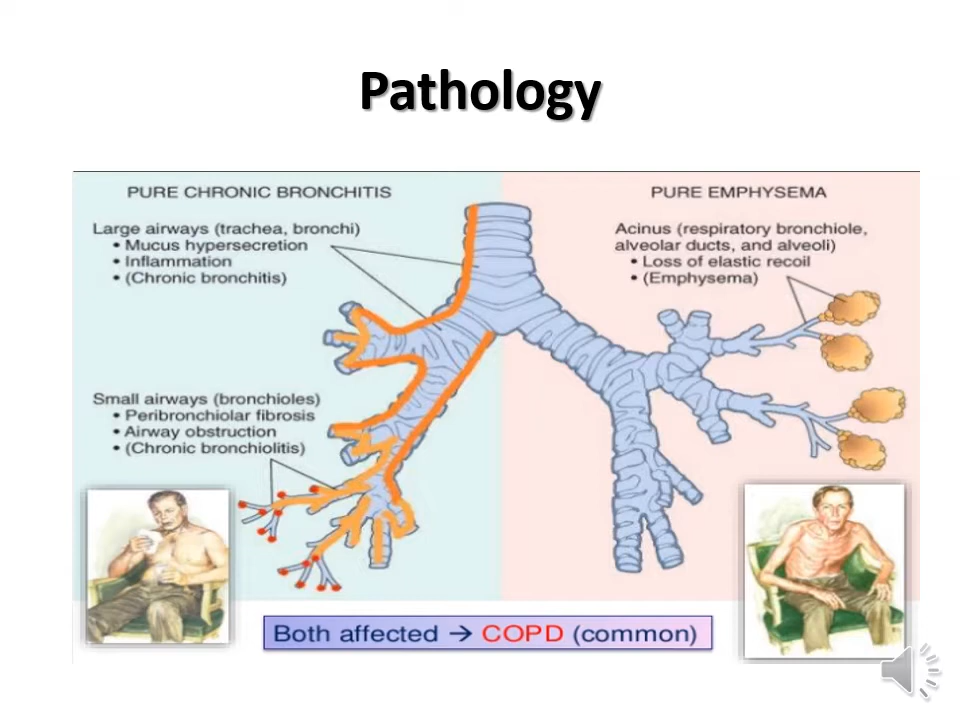 Pathology
PURE CHRONIC BRONCHITIS
Large airways (trachea, bronchi)
• Mucus hypersecretion
• Inflammation
• (Chronic bronchitis)
Small airways (bronchioles)
• Peribronchiolar fibrosis
• Airway obstruction
• (Chronic bronchiolitis)
PURE EMPHYSEMA
Acinus (respiratory bronchiole,
alveolar ducts, and alveoli)
• Loss of elastic recoil
• (Emphysema)
Both affected → COPD (common)